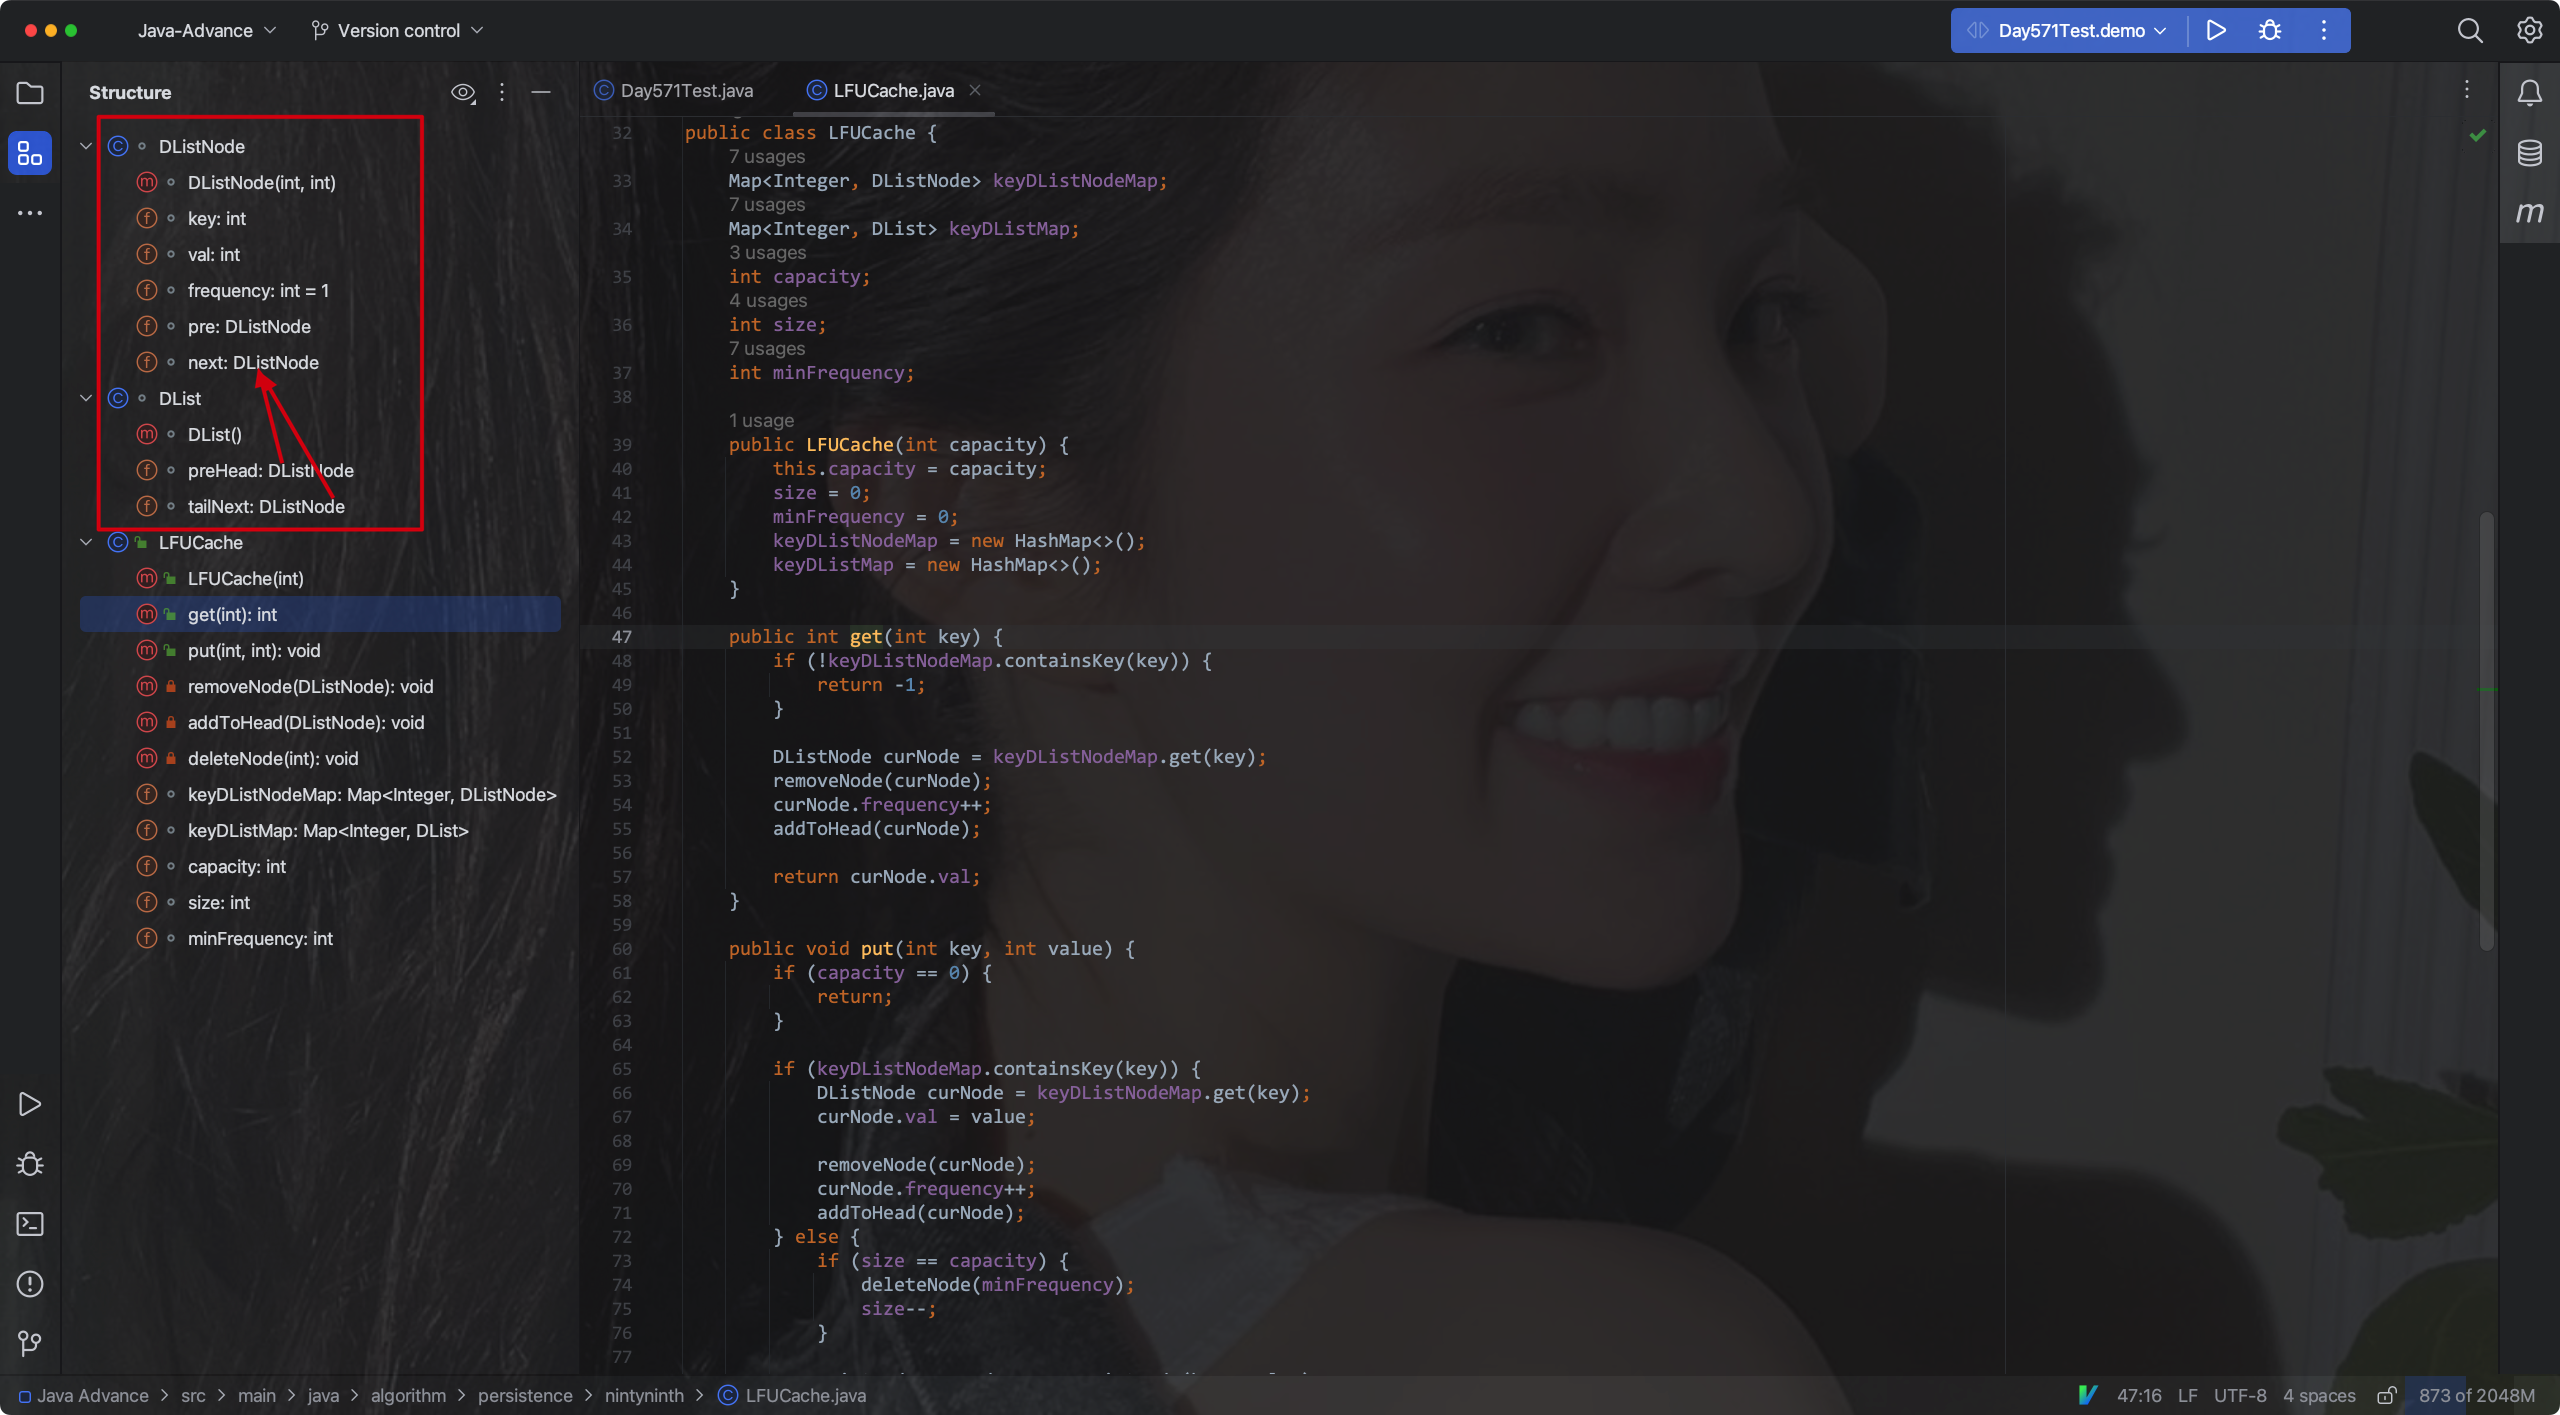 Java-Advance
Version control
Day571Test.demo
Structure
DListNode
DListNode(int, int)
key: int
val: int
frequency: int = 1
pre: DListNode
next: DListNode
DList
DList()
preHead: DListNode
tailNext: DListNode
LFUCache
LFUCache(int)
get(int): int
put(int, int): void
removeNode(DListNode): void
addToHead(DListNode): void
deleteNode(int): void
keyDListNodeMap: Map<Integer, DListNode>
keyDListMap: Map<Integer, DList>
capacity: int
size: int
minFrequency: int
Day571Test.java
LFUCache.java
32 public class LFUCache {
7 usages
33 Map<Integer, DListNode> keyDListNodeMap;
7 usages
34 Map<Integer, DList> keyDListMap;
3 usages
35 int capacity;
4 usages
36 int size;
7 usages
37 int minFrequency;
38
1 usage
39 public LFUCache(int capacity) {
40 this.capacity = capacity;
41 size = 0;
42 minFrequency = 0;
43 keyDListNodeMap = new HashMap<>();
44 keyDListMap = new HashMap<>();
45 }
46
47 public int get(int key) {
48 if (!keyDListNodeMap.containsKey(key)) {
49 return -1;
50 }
51
52 DListNode curNode = keyDListNodeMap.get(key);
53 removeNode(curNode);
54 curNode.frequency++;
55 addToHead(curNode);
56
57 return curNode.val;
58 }
59
60 public void put(int key, int value) {
61 if (capacity == 0) {
62 return;
63 }
64
65 if (keyDListNodeMap.containsKey(key)) {
66 DListNode curNode = keyDListNodeMap.get(key);
67 curNode.val = value;
68
69 removeNode(curNode);
70 curNode.frequency++;
71 addToHead(curNode);
72 } else {
73 if (size == capacity) {
74 deleteNode(minFrequency);
75 size--;
76 }
77
m
Java Advance > src > main > java > algorithm > persistence > nintyninth > LFUCache.java
47:16 LF UTF-8 4 spaces 873 of 2048M